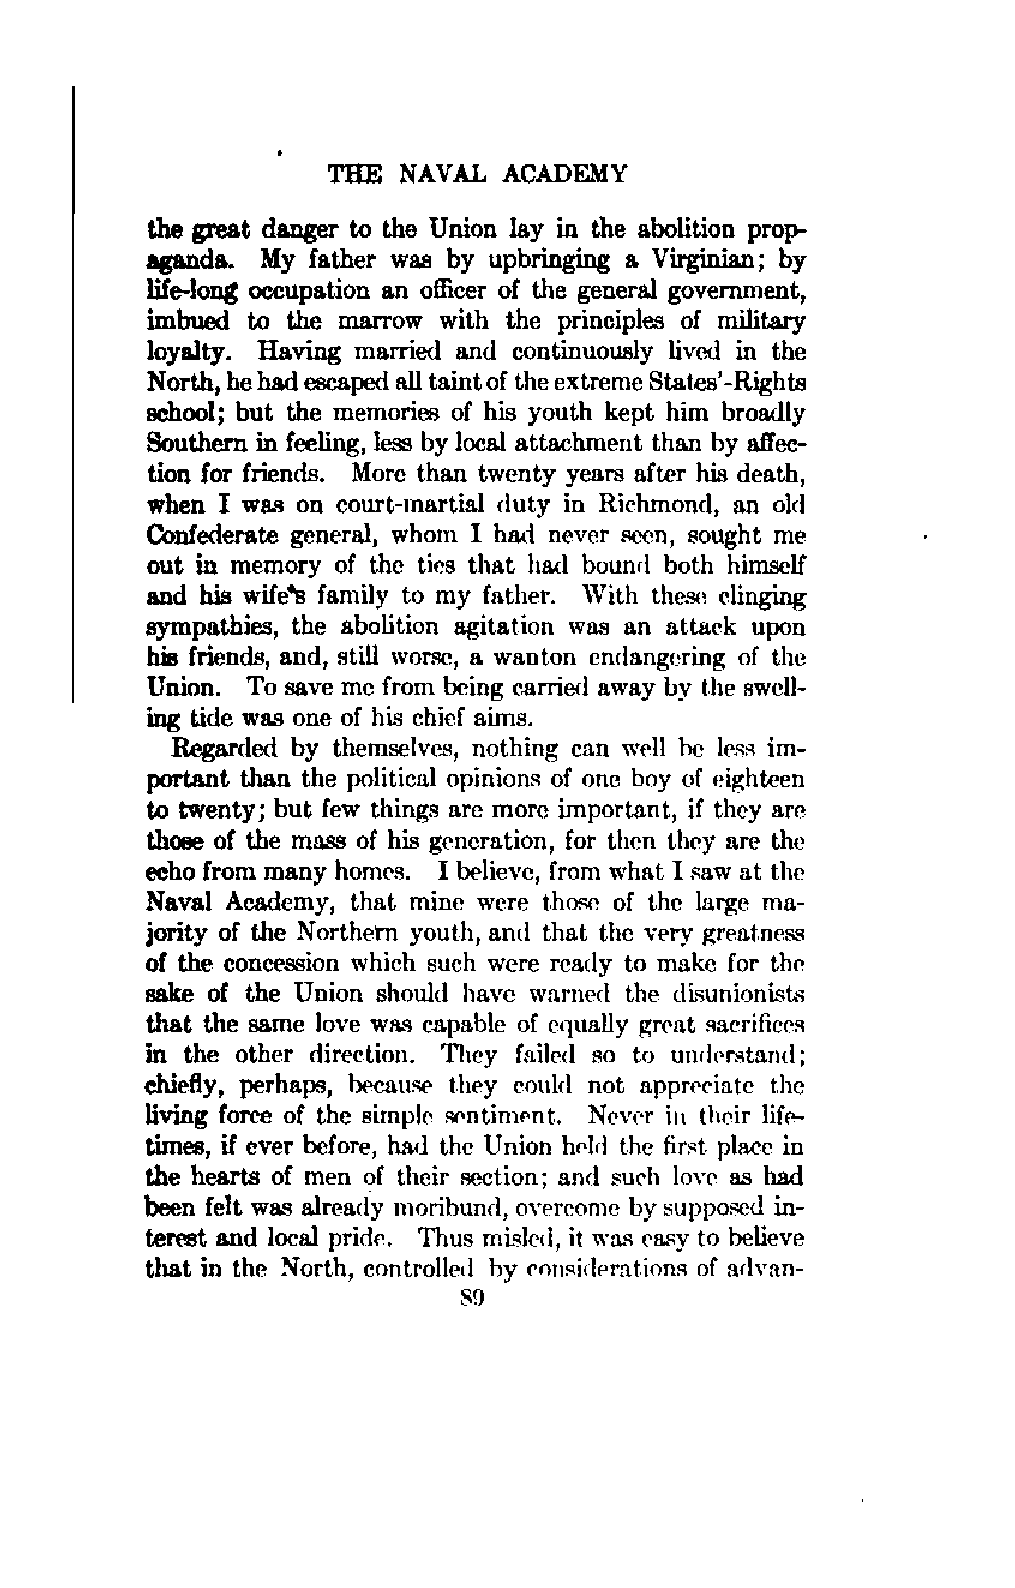 THE NAVAL ACADEMY
the great danger to the Union lay in the abolition prop-
aganda. My father was by upbringing a Virginian; by
life-long occupation an officer of the general government,
imbued to the marrow with the principles of military
loyalty. Having married and continuously lived in the
North, he had escaped all taint of the extreme States'-Rights
school; but the memories of his youth kept him broadly
Southern in feeling, less by local attachment than by affec-
tion for friends. More than twenty years after his death,
when I was on court-martial duty in Richmond, an old
Confederate general, whom I had never seen, sought me
out in memory of the ties that had bound both himself
and his wife's family to my father. With these clinging
sympathies, the abolition agitation was an attack upon
his friends, and, still worse, a wanton endangering of the
Union. To save me from being carried away by the swell-
ing tide was one of his chief aims.
Regarded by themselves, nothing can well be less im-
portant than the political opinions of one boy of eighteen
to twenty; but few things are more important, if they are
those of the mass of his generation, for then they are the
echo from many homes. I believe, from what I saw at the
Naval Academy, that mine were those of the large ma-
jority of the Northern youth, and that the very greatness
of the concession which such were ready to make for the
sake of the Union should have warned the disunionists
that the same love was capable of equally great sacrifices
in the other direction. They failed so to understand;
chiefly, perhaps, because they could not appreciate the
living force of the simple sentiment. Never in their life-
times, if ever before, had the Union held the first place in
the hearts of men of their section; and such love as had
been felt was already moribund, overcome by supposed in-
terest and local pride. Thus misled, it was easy to believe
that in the North, controlled by considerations of advan-
89